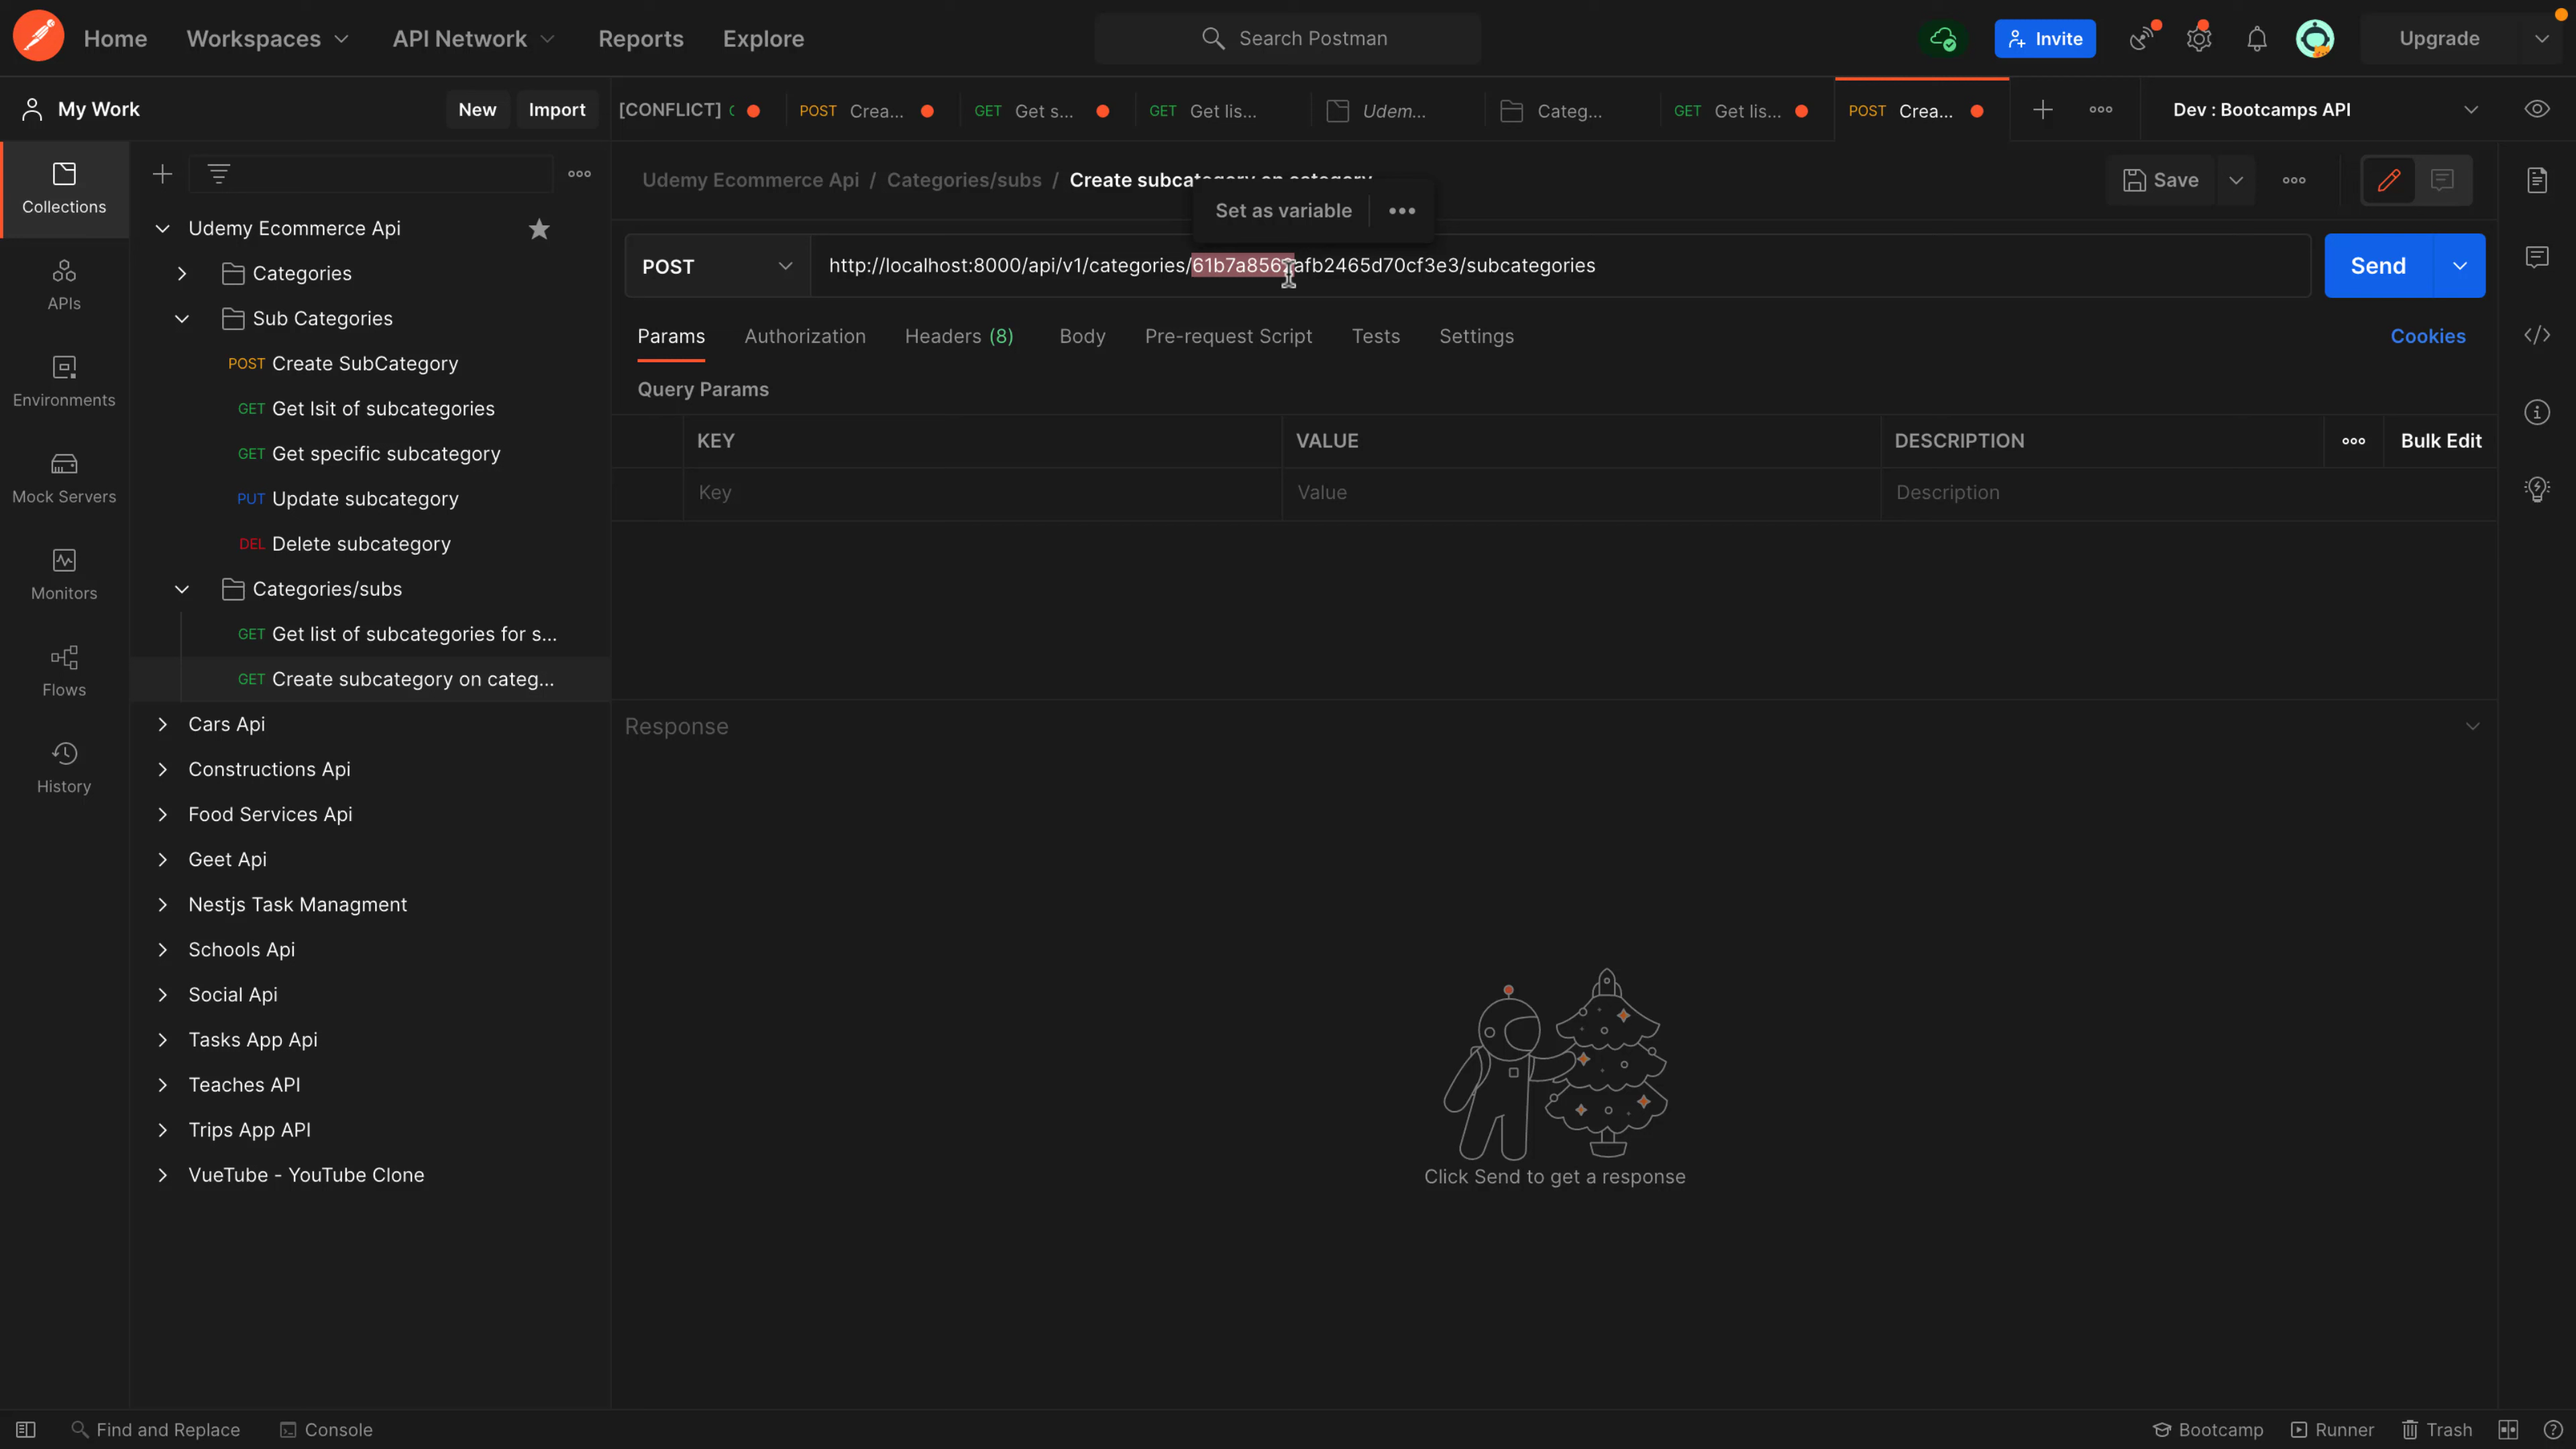 Home Workspaces API Network Reports Explore Search Postman Invite Upgrade
My Work New Import [CONFLICT] POST Crea... GET Get s... GET Get lis... Udem... Categ... GET Get lis... POST Crea... Dev : Bootcamps API
Collections
APIs
Environments
Mock Servers
Monitors
Flows
History
Udemy Ecommerce Api
Categories
Sub Categories
POST Create SubCategory
GET Get lsit of subcategories
GET Get specific subcategory
PUT Update subcategory
DEL Delete subcategory
Categories/subs
GET Get list of subcategories for s...
GET Create subcategory on categ...
Cars Api
Constructions Api
Food Services Api
Geet Api
Nestjs Task Managment
Schools Api
Social Api
Tasks App Api
Teaches API
Trips App API
VueTube - YouTube Clone
Udemy Ecommerce Api / Categories/subs / Create subcategory on category Save
Set as variable
POST http://localhost:8000/api/v1/categories/61b7a856 afb2465d70cf3e3/subcategories Send
Params Authorization Headers (8) Body Pre-request Script Tests Settings Cookies
Query Params
KEY VALUE DESCRIPTION Bulk Edit
Key Value Description
Response
Click Send to get a response
Find and Replace Console Bootcamp Runner Trash